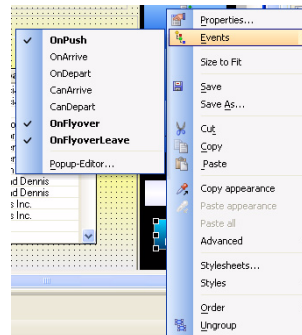 OnPush
OnArrive
OnDepart
CanArrive
CanDepart
OnFlyover
OnFlyoverLeave
Popup-Editor...
d Dennis
d Dennis
s Inc.
s Inc.
Properties...
Events
Size to Fit
Save
Save As...
Cut
Copy
Paste
Copy appearance
Paste appearance
Paste all
Advanced
Stylesheets...
Styles
Order
Ungroup